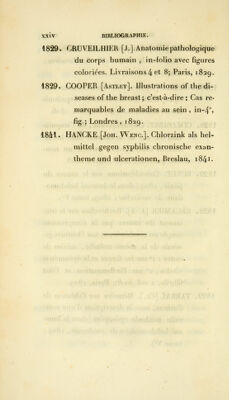 xxiv BIBLIOGRAPHIE.
1829. CRUVEILHIER [J.] Anatomie pathologique
du corps humain, in-folio avec figures
coloriées. Livraisons 4 et 8; Paris, 1829.
1829. COOPER [Astley]. Illustrations of the di-
seases of the breast; c'est-à-dire: Cas re-
marquables de maladies au sein, in-4°,
fig.; Londres, 1829.
1841. HANCKE [Joh. Wenc.]. Chlorzink als hel-
mittel gegen syphilis chronische exan-
theme und ulcerationen, Breslau, 1841.